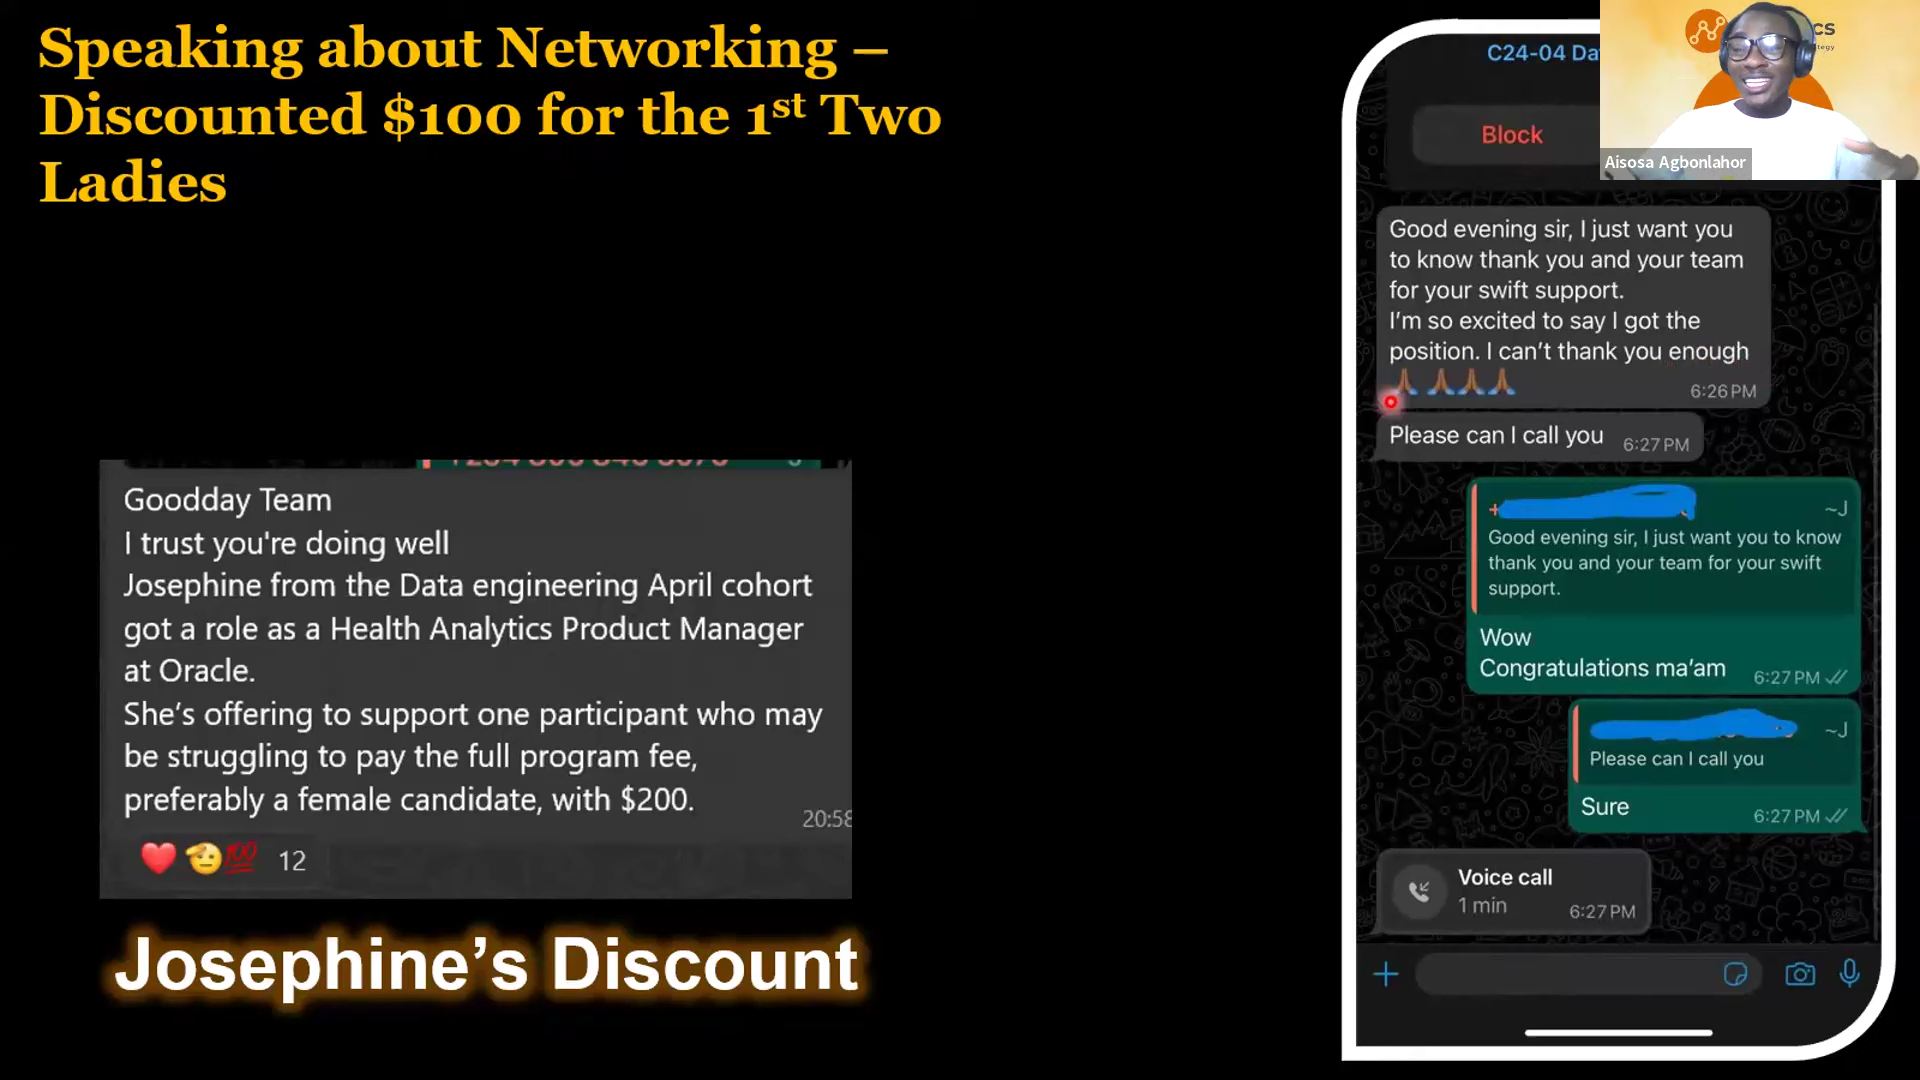 Speaking about Networking –
Discounted $100 for the 1st Two
Ladies
Goodday Team
I trust you're doing well
Josephine from the Data engineering April cohort
got a role as a Health Analytics Product Manager
at Oracle.
She's offering to support one participant who may
be struggling to pay the full program fee,
preferably a female candidate, with $200.
20:58
❤️🫡💯 12
Josephine’s Discount
C24-04 Da
Block
Good evening sir, I just want you
to know thank you and your team
for your swift support.
I’m so excited to say I got the
position. I can’t thank you enough
🙏🏾🙏🏾🙏🏾🙏🏾 6:26 PM
Please can I call you 6:27 PM
+ ~J
Good evening sir, I just want you to know
thank you and your team for your swift
support.
Wow
Congratulations ma’am 6:27 PM
~J
Please can I call you
Sure 6:27 PM
Voice call
1 min 6:27 PM
Aisosa Agbonlahor